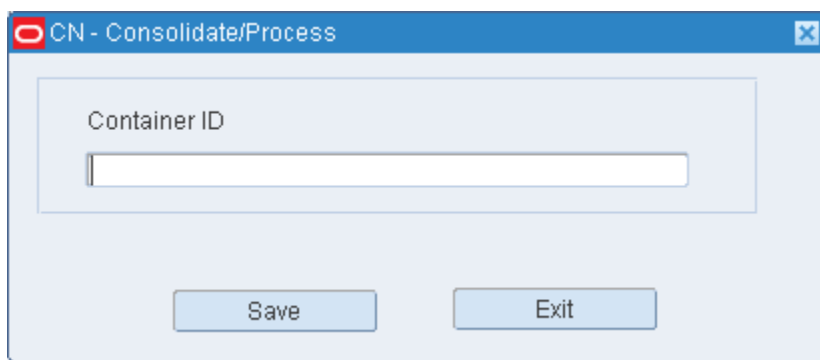 CN - Consolidate/Process
Container ID
Save
Exit